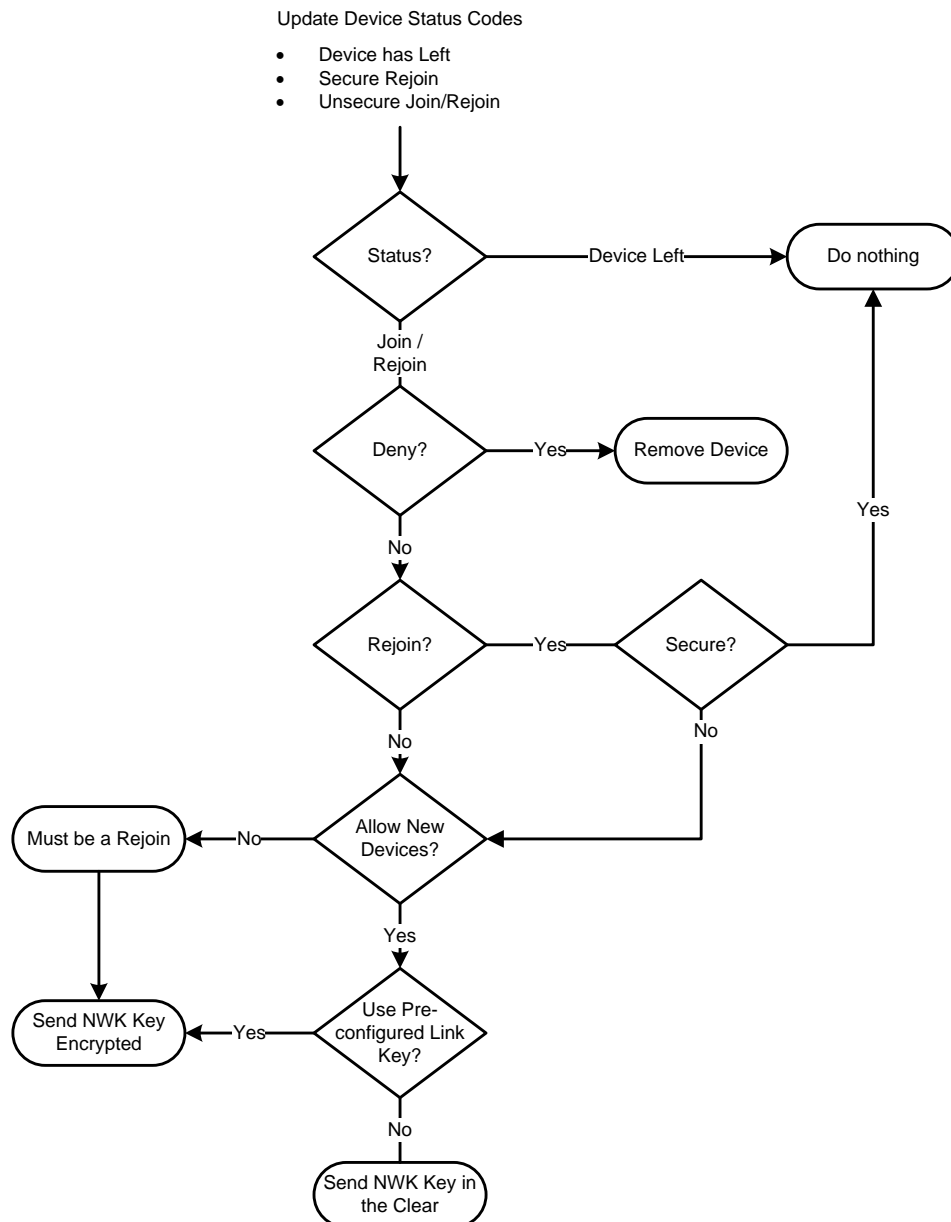 Update Device Status Codes
• Device has Left
• Secure Rejoin
• Unsecure Join/Rejoin
Status?
Device Left
Do nothing
Join /
Rejoin
Deny?
Yes
Remove Device
Yes
No
Rejoin?
Yes
Secure?
No
No
Must be a Rejoin
No
Allow New
Devices?
Yes
Send NWK Key
Encrypted
Yes
Use Pre-
configured Link
Key?
No
Send NWK Key in
the Clear